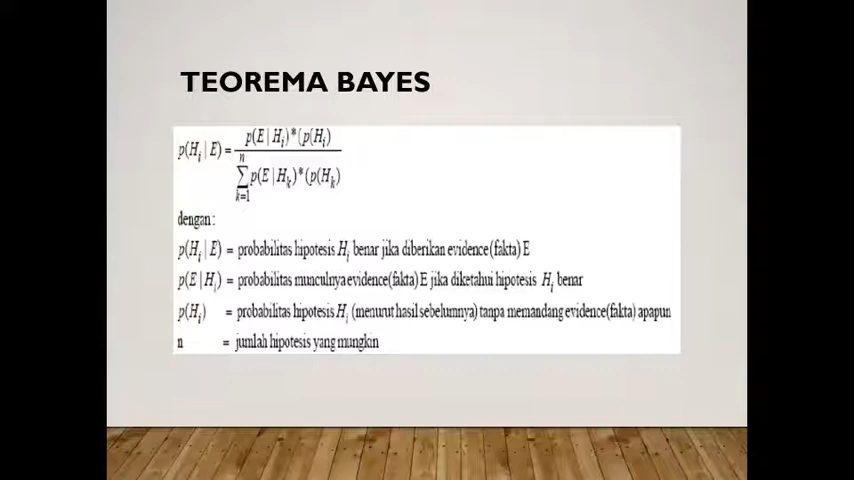 TEOREMA BAYES
p(H_i | E) = \frac{p(E | H_i) * (p(H_i)}{\sum_{k=1}^{n} p(E | H_k) * (p(H_k)}
dengan :
p(H_i | E) = probabilitas hipotesis H_i benar jika diberikan evidence (fakta) E
p(E | H_i) = probabilitas munculnya evidence (fakta) E jika diketahui hipotesis H_i benar
p(H_i) = probabilitas hipotesis H_i (menurut hasil sebelumnya) tanpa memandang evidence (fakta) apapun
n = jumlah hipotesis yang mungkin